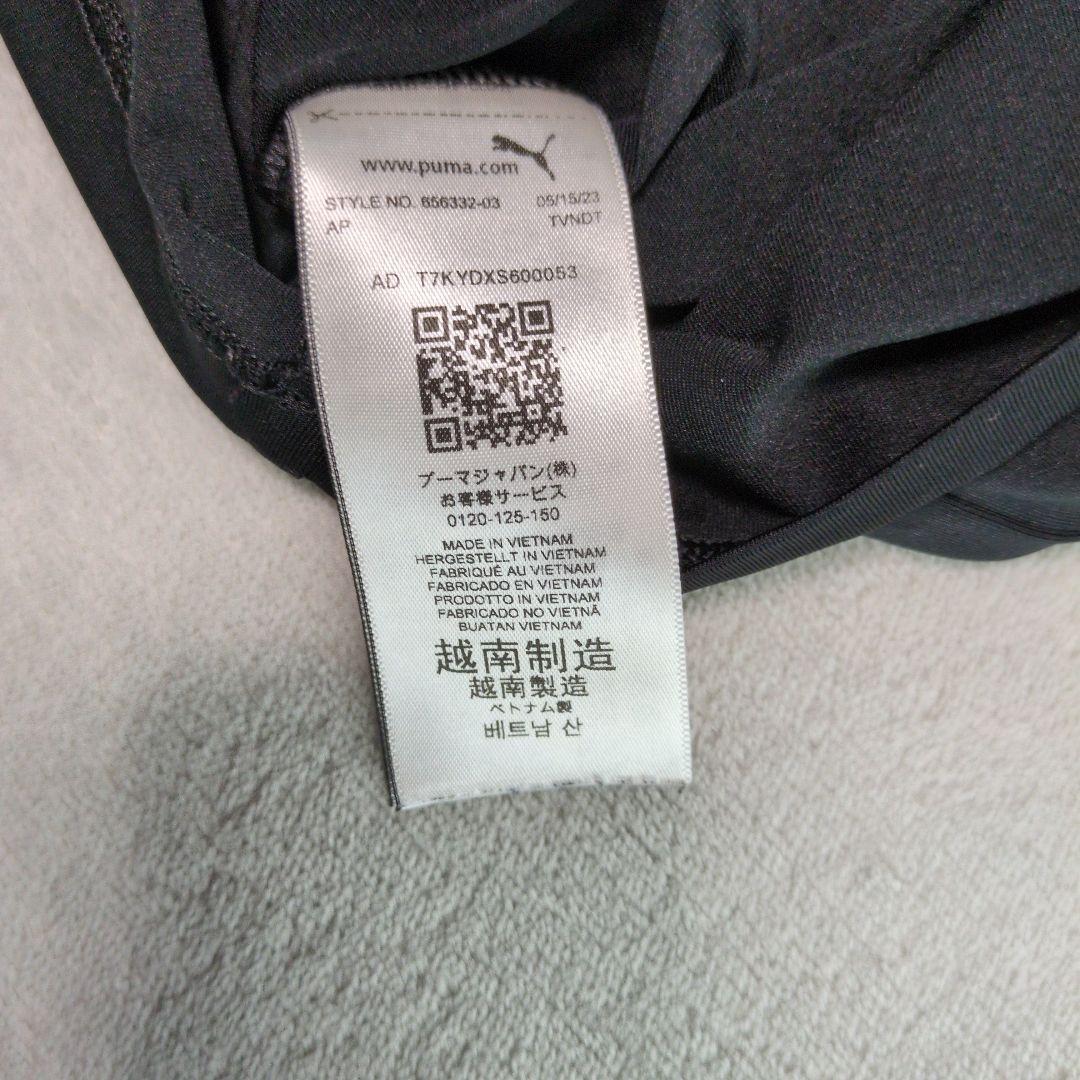 www.puma.com
STYLE NO. 656332-03 05/15/23
AP TVNDT
AD T7KYDXS600053
プーマジャパン(株)
お客様サービス
0120-125-150
MADE IN VIETNAM
HERGESTELLT IN VIETNAM
FABRIQUÉ AU VIETNAM
FABRICADO EN VIETNAM
PRODOTTO IN VIETNAM
FABRICADO NO VIETNÃ
BUATAN VIETNAM
越南制造
越南製造
ベトナム製
베트남 산